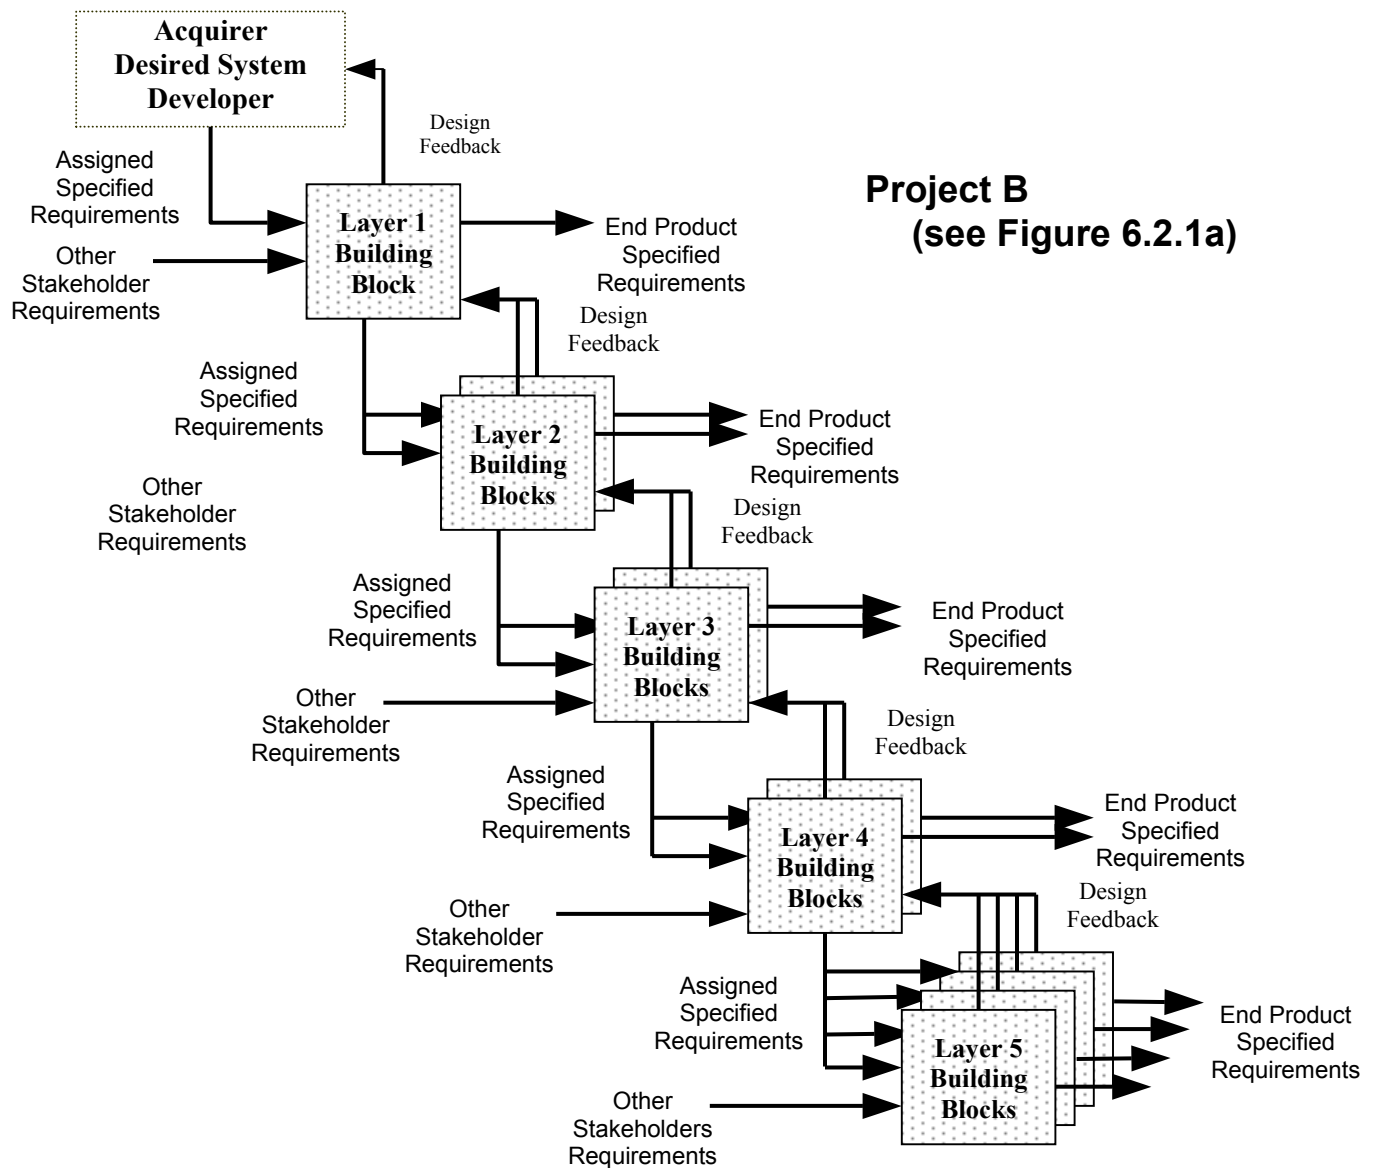 Acquirer
Desired System
Developer
Design
Feedback
Assigned
Specified
Requirements
Project B
(see Figure 6.2.1a)
Layer 1
Building
Block
End Product
Specified
Requirements
Other
Stakeholder
Requirements
Design
Feedback
Assigned
Specified
Requirements
Layer 2
Building
Blocks
End Product
Specified
Requirements
Other
Stakeholder
Requirements
Design
Feedback
Assigned
Specified
Requirements
Layer 3
Building
Blocks
End Product
Specified
Requirements
Other
Stakeholder
Requirements
Design
Feedback
Assigned
Specified
Requirements
Layer 4
Building
Blocks
End Product
Specified
Requirements
Other
Stakeholder
Requirements
Design
Feedback
Assigned
Specified
Requirements
Layer 5
Building
Blocks
End Product
Specified
Requirements
Other
Stakeholders
Requirements